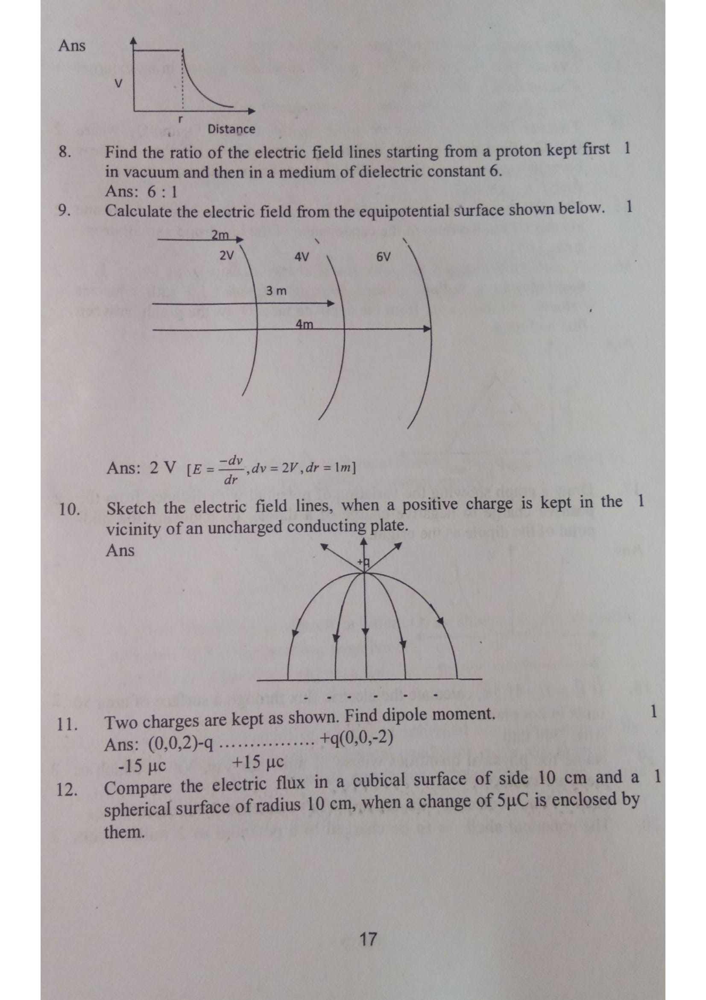 Ans
V
r
Distance
8. Find the ratio of the electric field lines starting from a proton kept first 1
in vacuum and then in a medium of dielectric constant 6.
Ans: 6 : 1
9. Calculate the electric field from the equipotential surface shown below. 1
2m
2V 4V 6V
3 m
4m
Ans: 2 V [E = -dv/dr , dv = 2V , dr = 1m]
10. Sketch the electric field lines, when a positive charge is kept in the 1
vicinity of an uncharged conducting plate.
Ans
+q
- - - - - -
11. Two charges are kept as shown. Find dipole moment. 1
Ans: (0,0,2)-q ................ +q(0,0,-2)
-15 μc +15 μc
12. Compare the electric flux in a cubical surface of side 10 cm and a 1
spherical surface of radius 10 cm, when a change of 5μC is enclosed by
them.
17